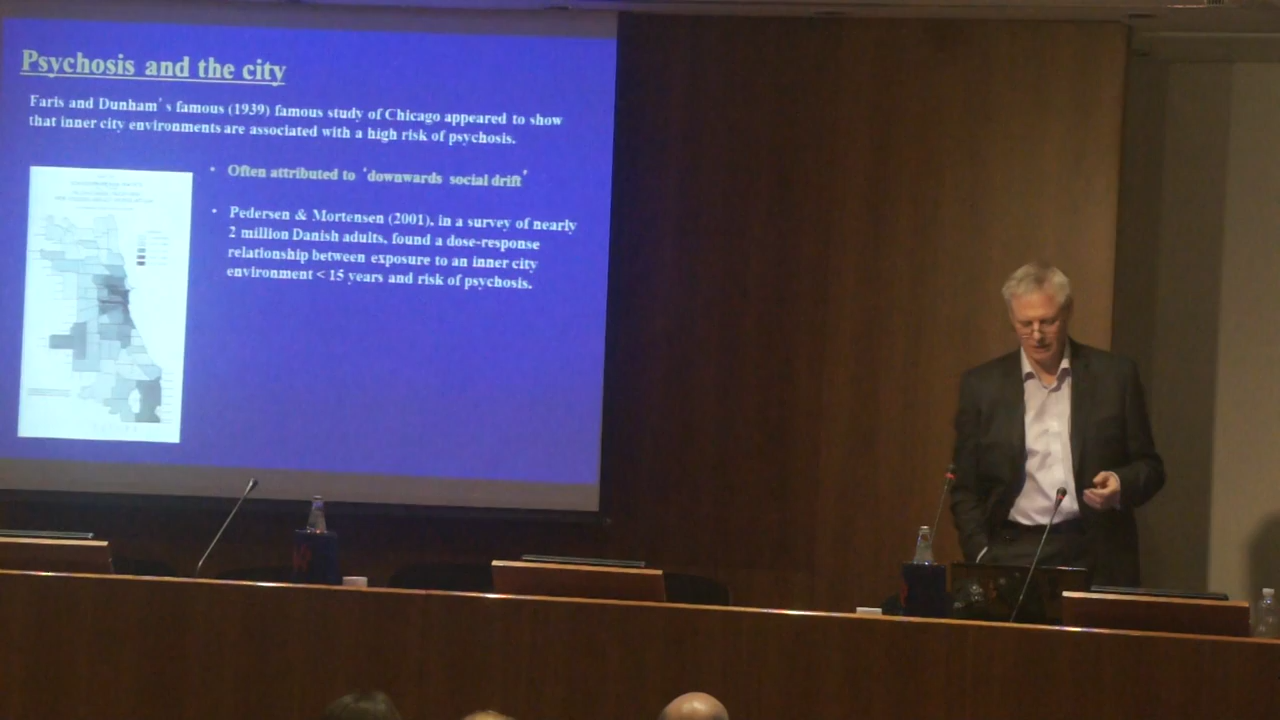 Psychosis and the city
Faris and Dunham's famous (1939) famous study of Chicago appeared to show
that inner city environments are associated with a high risk of psychosis.
• Often attributed to 'downwards social drift'
• Pedersen & Mortensen (2001), in a survey of nearly
2 million Danish adults, found a dose-response
relationship between exposure to an inner city
environment < 15 years and risk of psychosis.